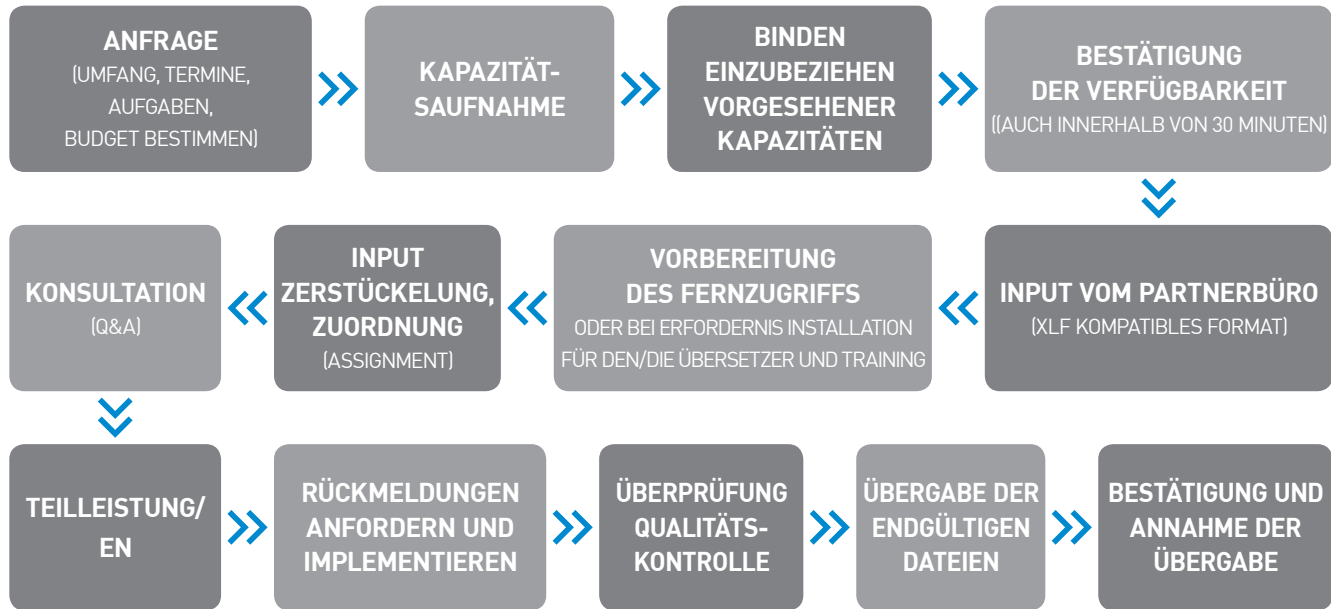 ANFRAGE
(UMFANG, TERMINE,
AUFGABEN,
BUDGET BESTIMMEN)
KAPAZITÄT-
SAUFNAHME
BINDEN
EINZUBEZIEHEN
VORGESEHENER
KAPAZITÄTEN
BESTÄTIGUNG
DER VERFÜGBARKEIT
((AUCH INNERHALB VON 30 MINUTEN)
INPUT VOM PARTNERBÜRO
(XLF KOMPATIBLES FORMAT)
VORBEREITUNG
DES FERNZUGRIFFS
ODER BEI ERFORDERNIS INSTALLATION
FÜR DEN/DIE ÜBERSETZER UND TRAINING
INPUT
ZERSTÜCKELUNG,
ZUORDNUNG
(ASSIGNMENT)
KONSULTATION
(Q&A)
TEILLEISTUNG/
EN
RÜCKMELDUNGEN
ANFORDERN UND
IMPLEMENTIEREN
ÜBERPRÜFUNG
QUALITÄTS-
KONTROLLE
ÜBERGABE DER
ENDGÜLTIGEN
DATEIEN
BESTÄTIGUNG UND
ANNAHME DER
ÜBERGABE